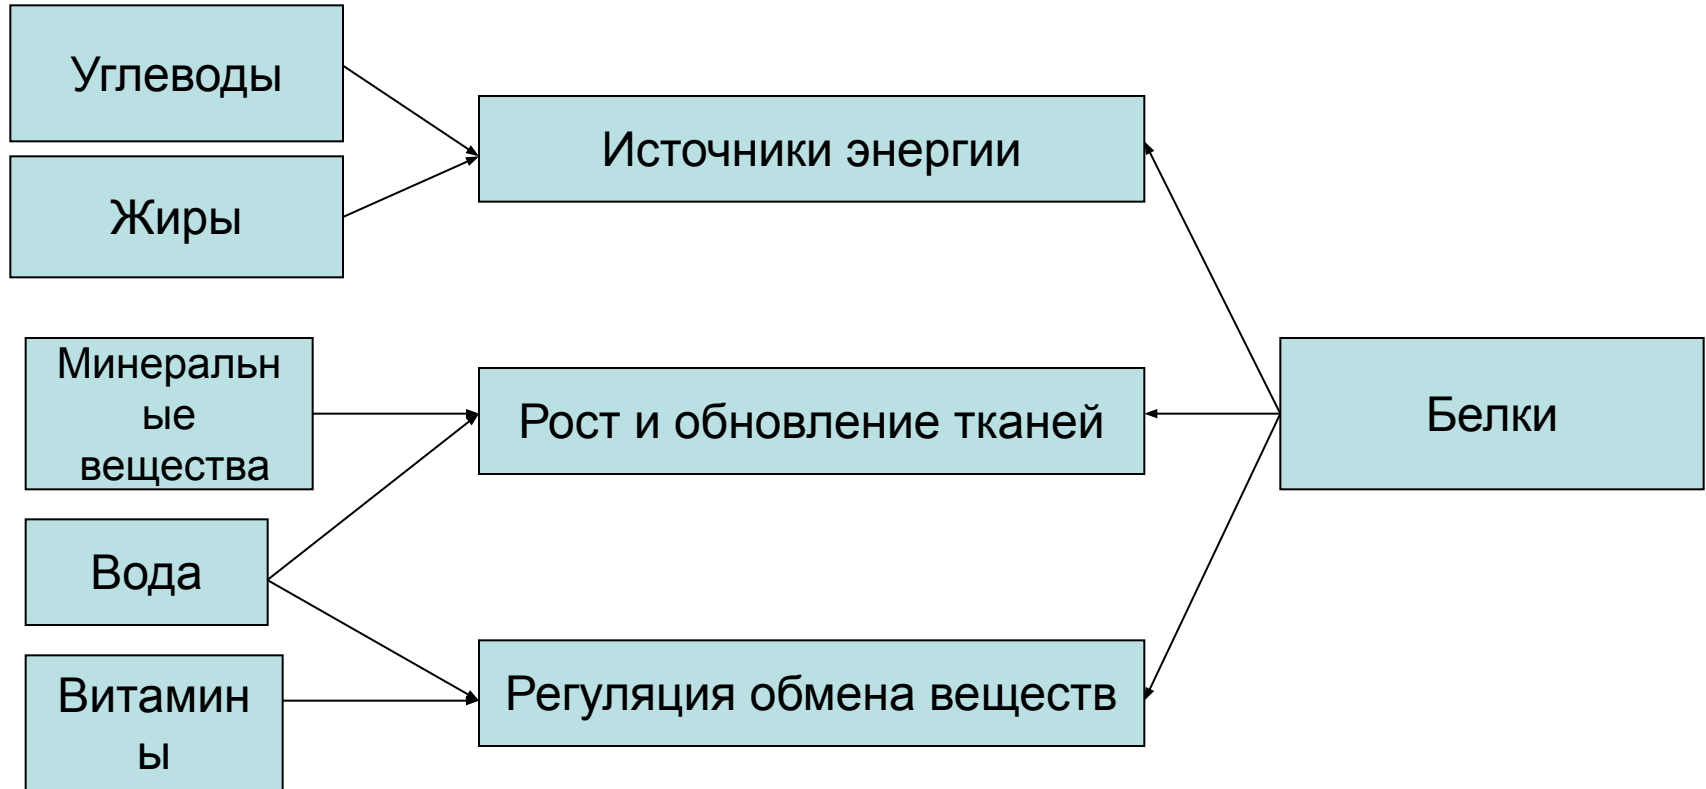 Углеводы
Источники энергии
Жиры
Минеральн
ые
вещества
Рост и обновление тканей
Белки
Вода
Регуляция обмена веществ
Витамин
ы